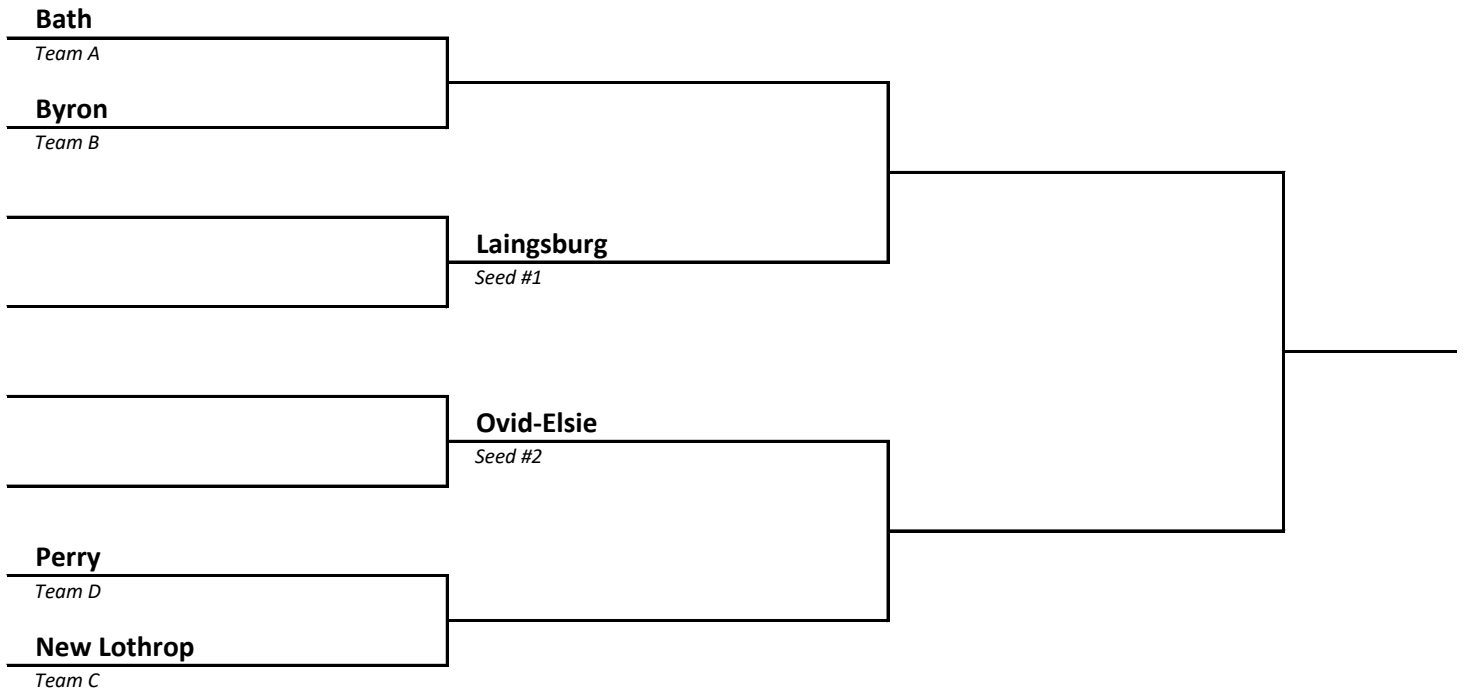 Bath
Team A
Byron
Team B
Laingsburg
Seed #1
Ovid-Elsie
Seed #2
Perry
Team D
New Lothrop
Team C